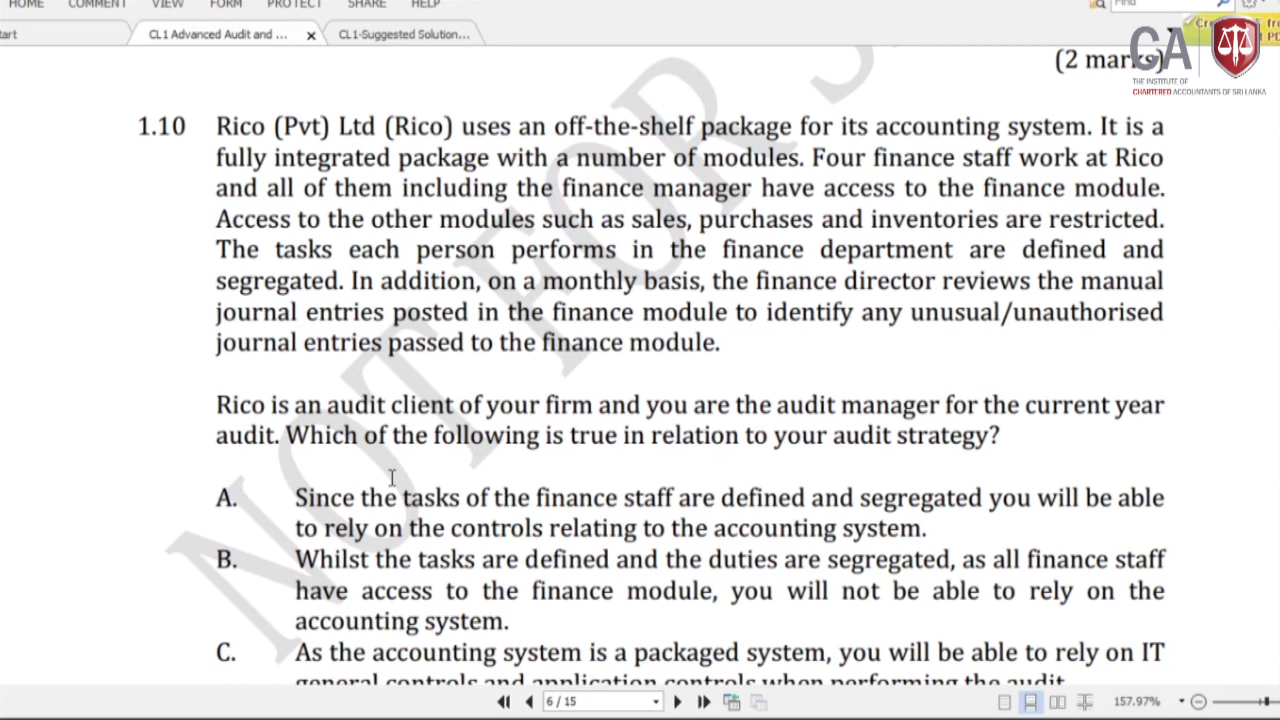 HOME COMMENT VIEW FORM PROTECT SHARE HELP
Find
tart CL1 Advanced Audit and ... × CL1-Suggested Solution...
CA
THE INSTITUTE OF
CHARTERED ACCOUNTANTS OF SRI LANKA
(2 marks)
1.10 Rico (Pvt) Ltd (Rico) uses an off-the-shelf package for its accounting system. It is a
fully integrated package with a number of modules. Four finance staff work at Rico
and all of them including the finance manager have access to the finance module.
Access to the other modules such as sales, purchases and inventories are restricted.
The tasks each person performs in the finance department are defined and
segregated. In addition, on a monthly basis, the finance director reviews the manual
journal entries posted in the finance module to identify any unusual/unauthorised
journal entries passed to the finance module.
Rico is an audit client of your firm and you are the audit manager for the current year
audit. Which of the following is true in relation to your audit strategy?
A. Since the tasks of the finance staff are defined and segregated you will be able
to rely on the controls relating to the accounting system.
B. Whilst the tasks are defined and the duties are segregated, as all finance staff
have access to the finance module, you will not be able to rely on the
accounting system.
C. As the accounting system is a packaged system, you will be able to rely on IT
general controls and application controls when performing the audit.
NOT FOR S
6 / 15 157.97%